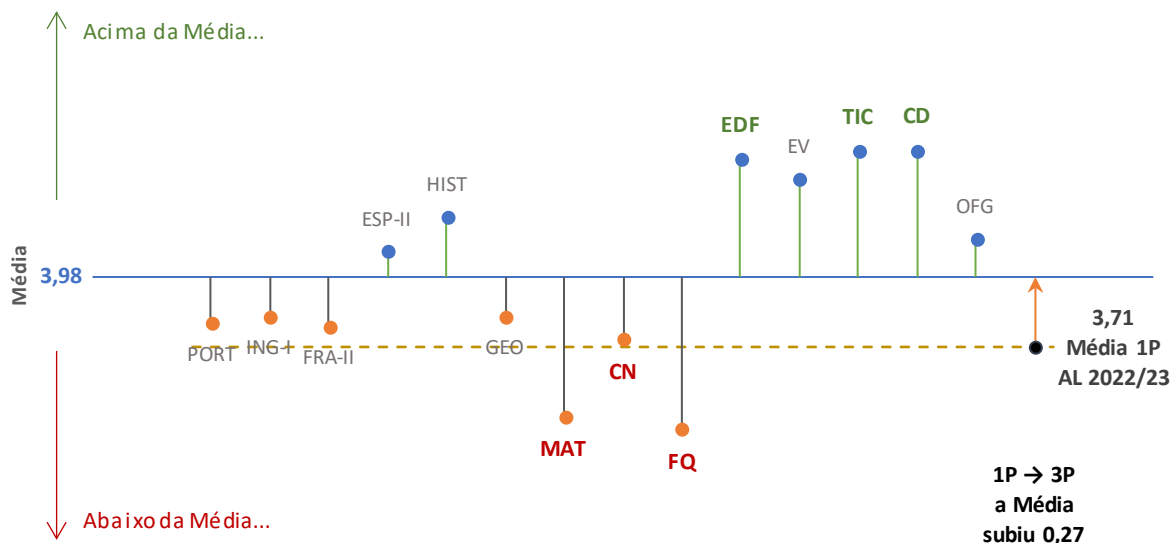 Acima da Média...
EDF
TIC
CD
EV
HIST
ESP-II
OFG
Média
3,98
PORT
ING-I
FRA-II
GEO
CN
MAT
FQ
3,71
Média 1P
AL 2022/23
1P → 3P
a Média
subiu 0,27
Abaixo da Média...